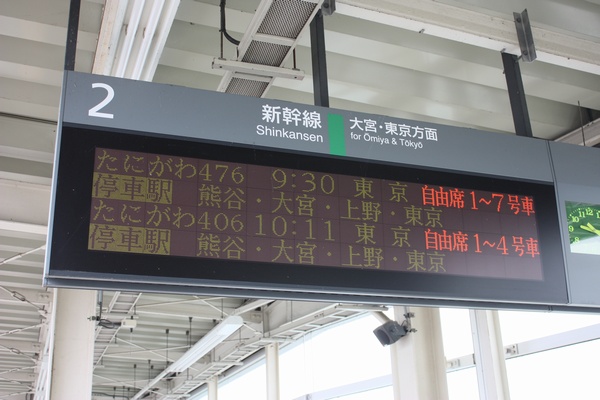 2
新幹線 大宮・東京方面
Shinkansen for Ōmiya & Tōkyō
たにがわ476 9:30 東京 自由席1～7号車
停車駅 熊谷・大宮・上野・東京
たにがわ406 10:11 東京 自由席1～4号車
停車駅 熊谷・大宮・上野・東京